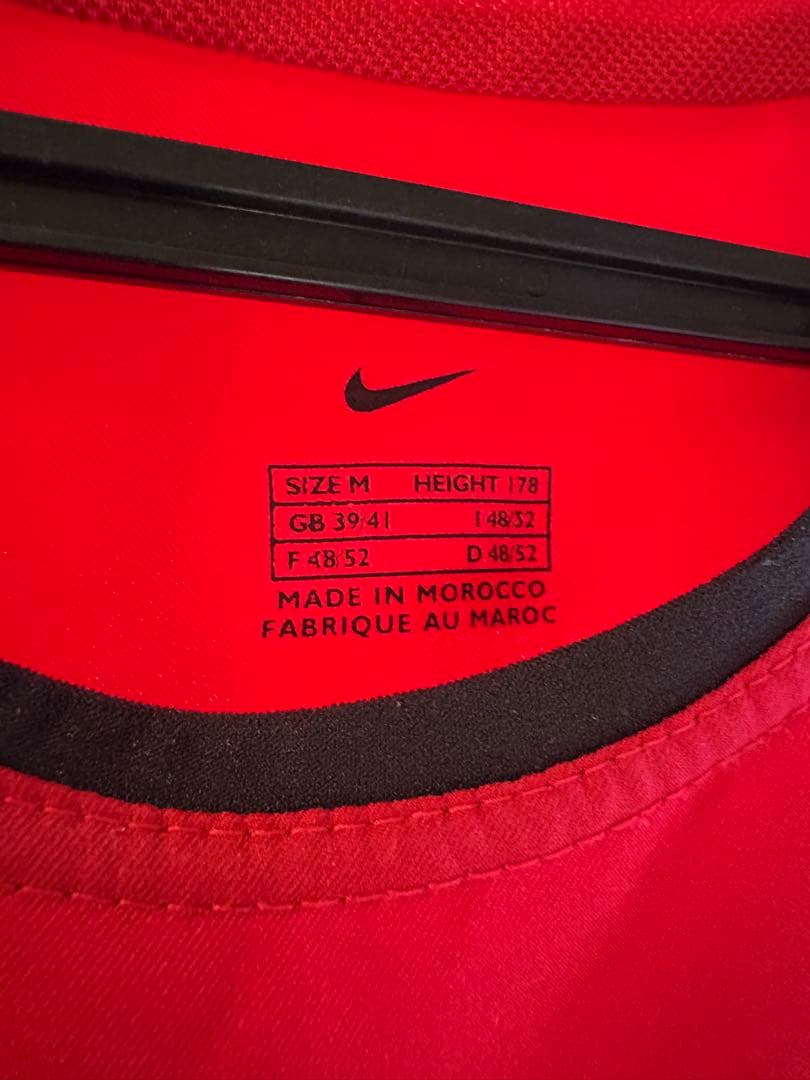 SIZE M HEIGHT 178
GB 39/41 I 48/52
F 48/52 D 48/52
MADE IN MOROCCO
FABRIQUE AU MAROC